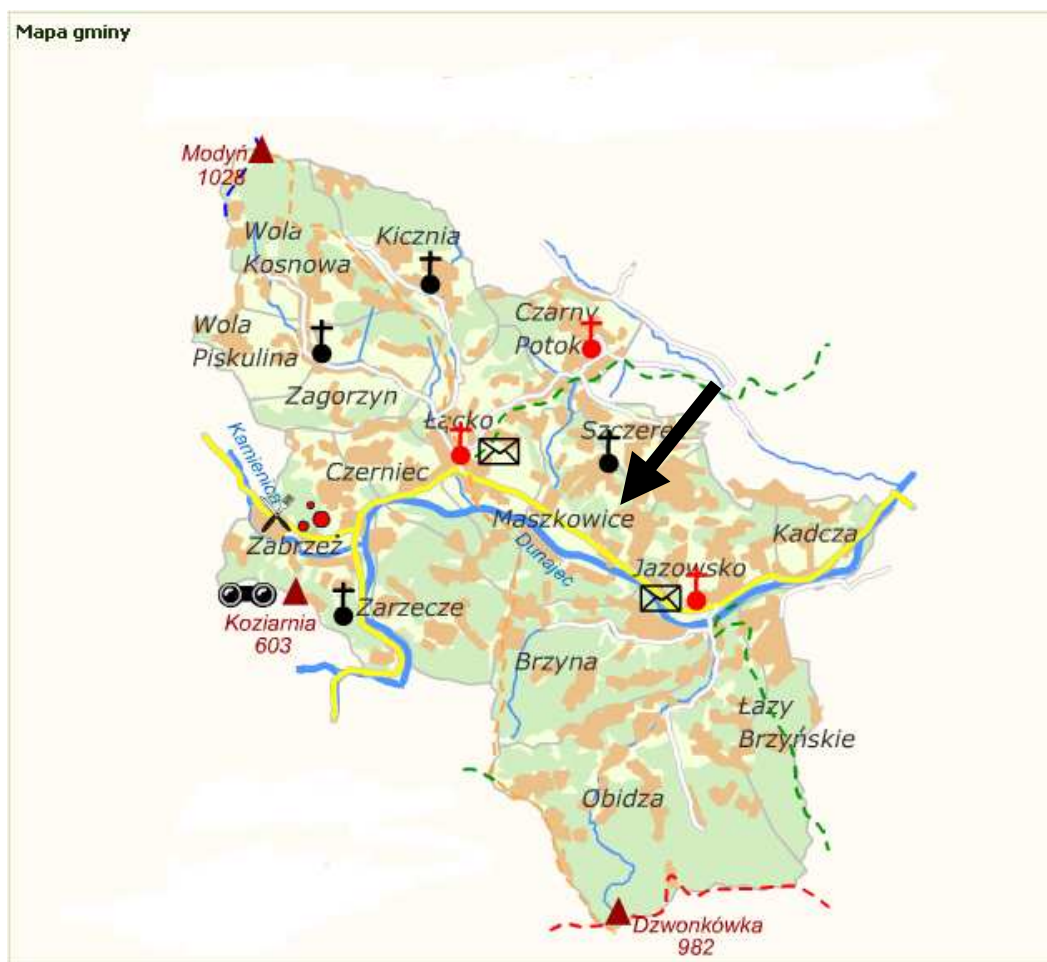 Mapa gminy
Modyń
1028
Wola
Kosnowa
Kicznia
Czarny
Potok
Wola
Piskulina
Zagorzyn
Łącko
Kamienica
Czerniec
Maszkowice
Kadcza
Zabrzeż
Dunajec
Jazowsko
Zarzecze
Koziarnia
603
Brzyna
Łazy
Brzyńskie
Obidza
Dzwonkówka
982